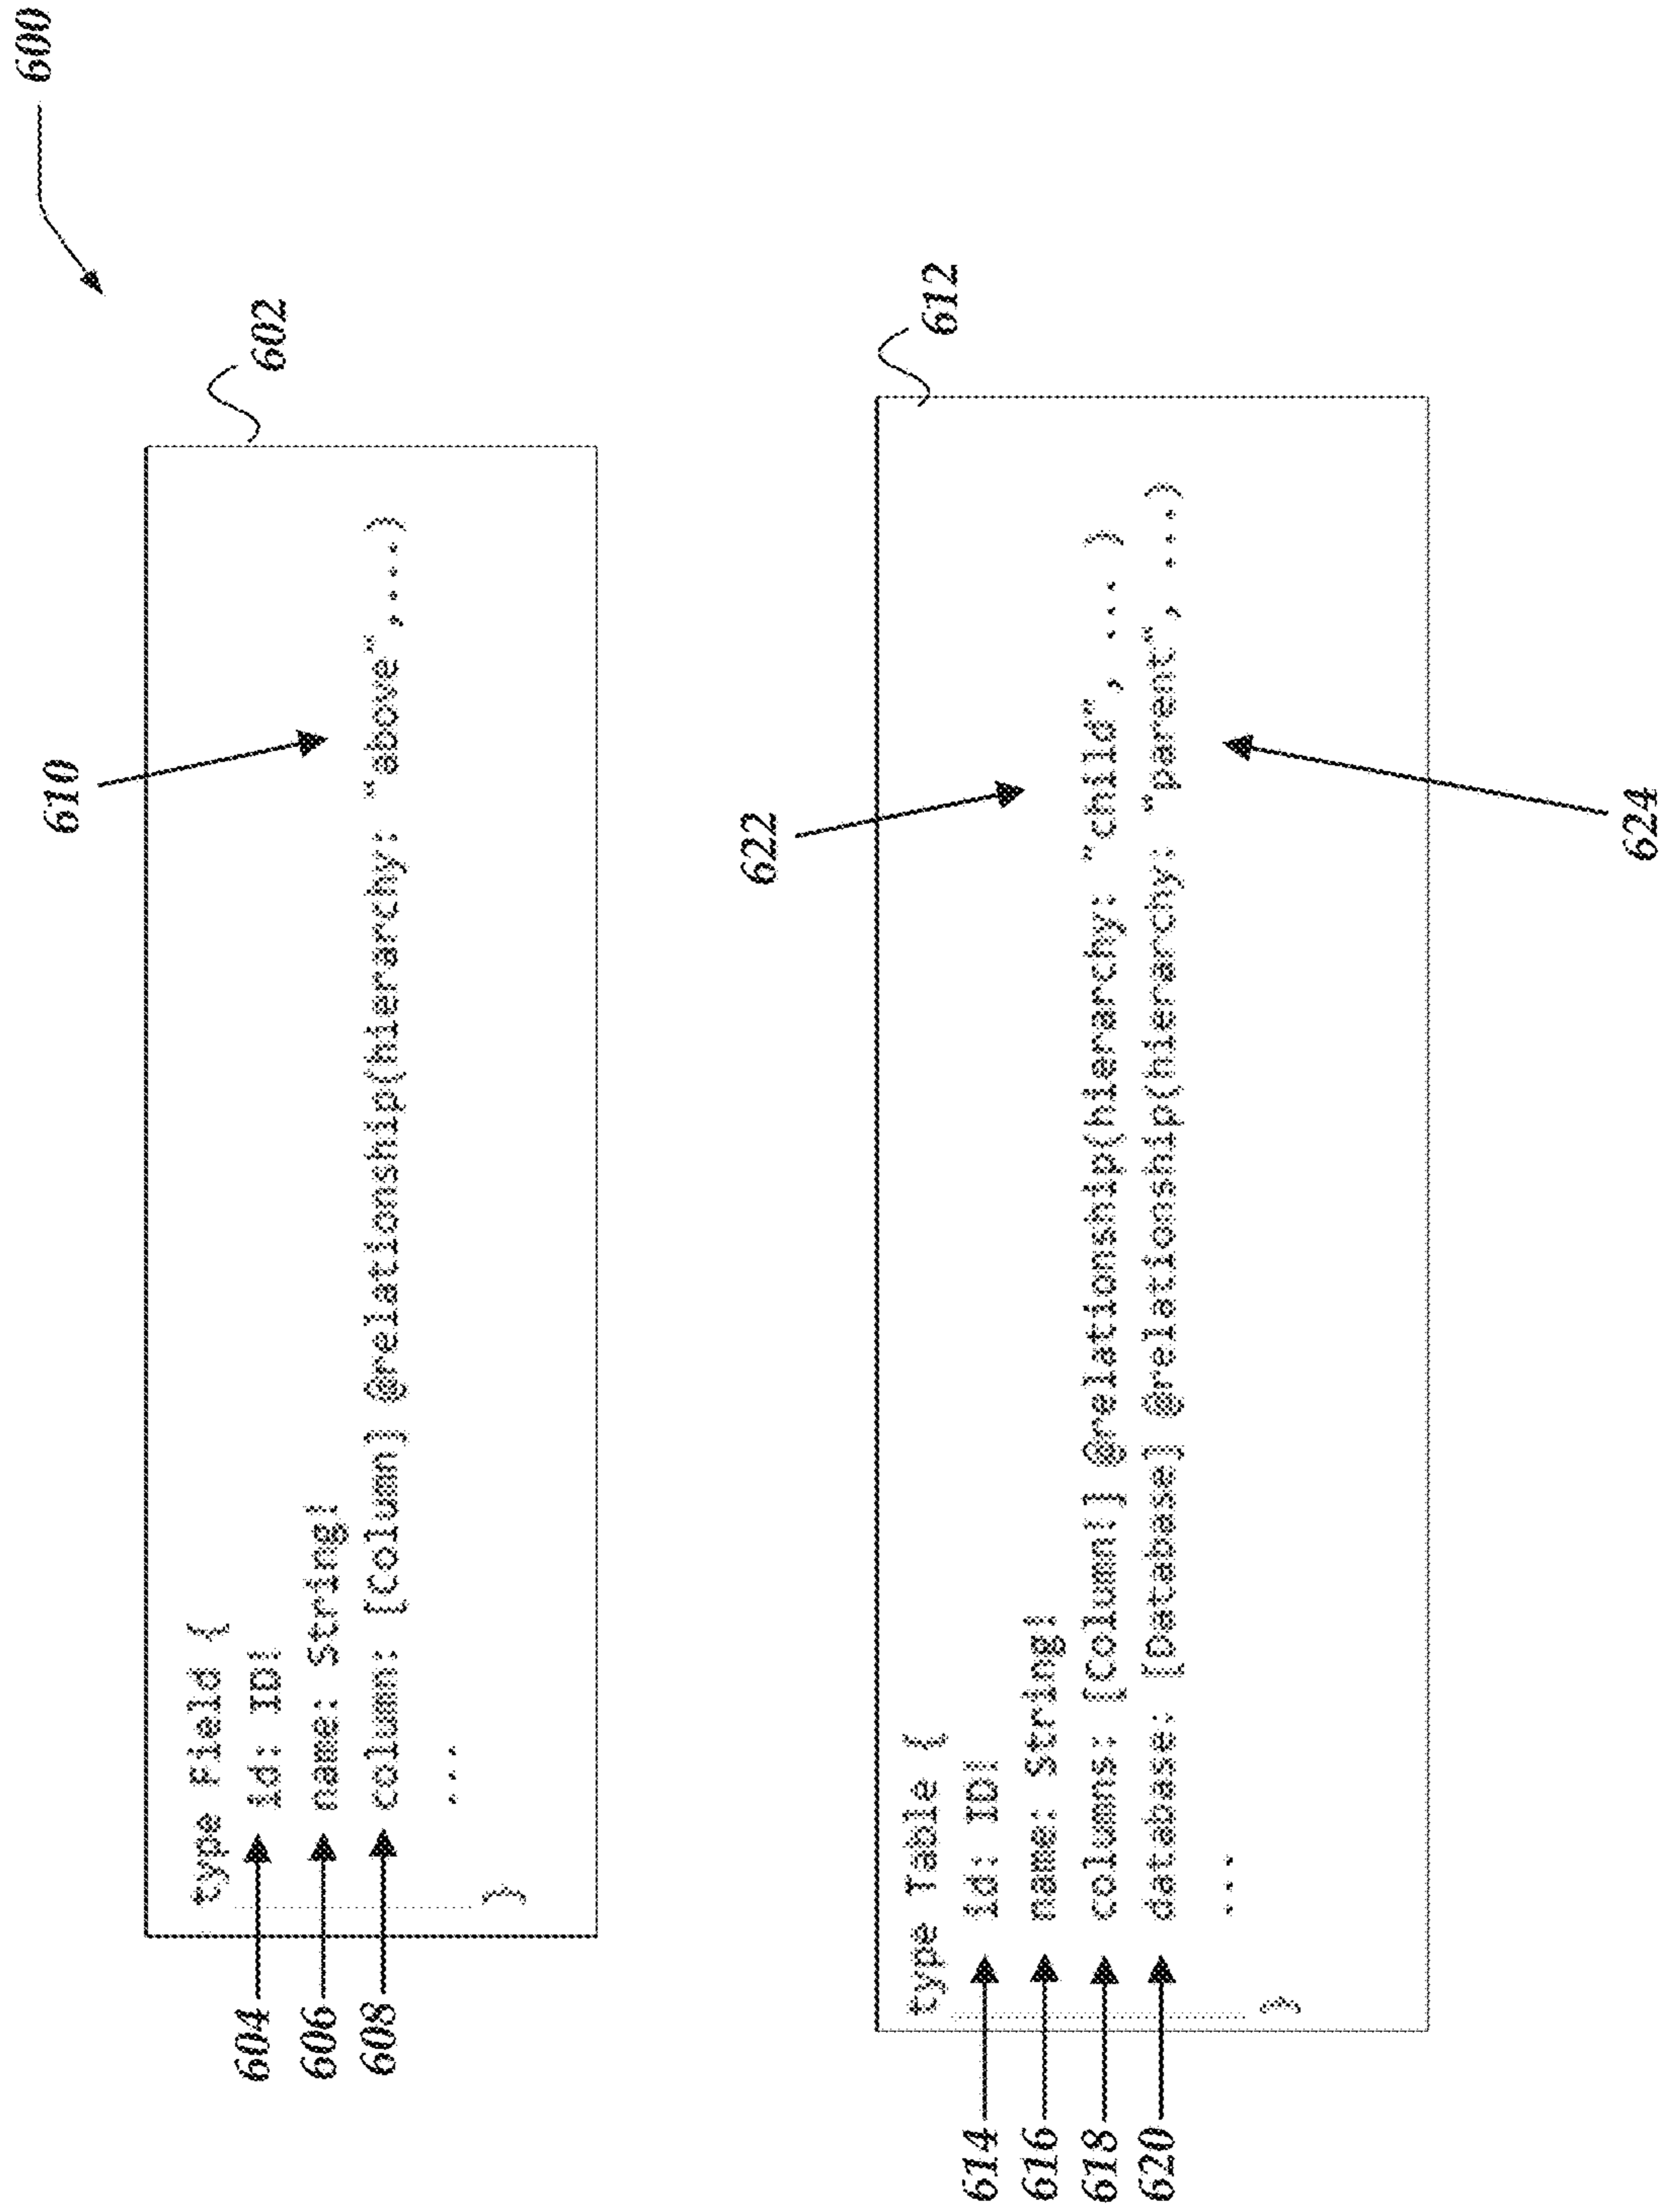 600
602
610
type Field {
604 id: ID!
606 name: String!
608 column: [Column] @relationship(hierarchy: "above",....)
...
}
612
622
type Table {
614 id: ID!
616 name: String!
618 columns: [Column!] @relationship(hierarchy: "child", ... )
620 database: [Database] @relationship(hierarchy: "parent", ...)
...
}
624